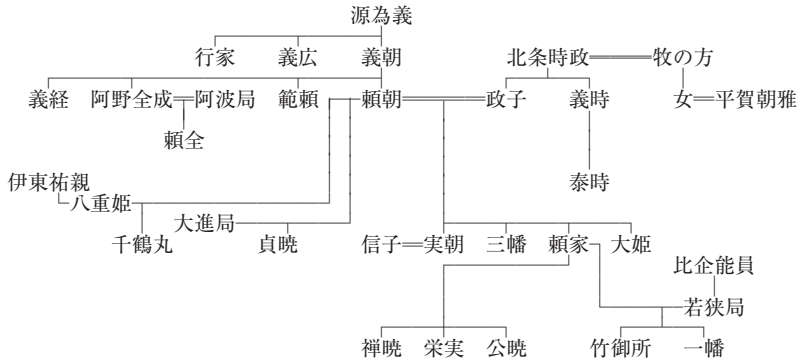 源為義
行家 義広 義朝 北条時政 牧の方
義経 阿野全成 阿波局 範頼 頼朝 政子 義時 女 平賀朝雅
頼全
伊東祐親 泰時
八重姫
大進局
千鶴丸 貞暁 信子 実朝 三幡 頼家 大姫
比企能員
若狭局
禅暁 栄実 公暁 竹御所 一幡